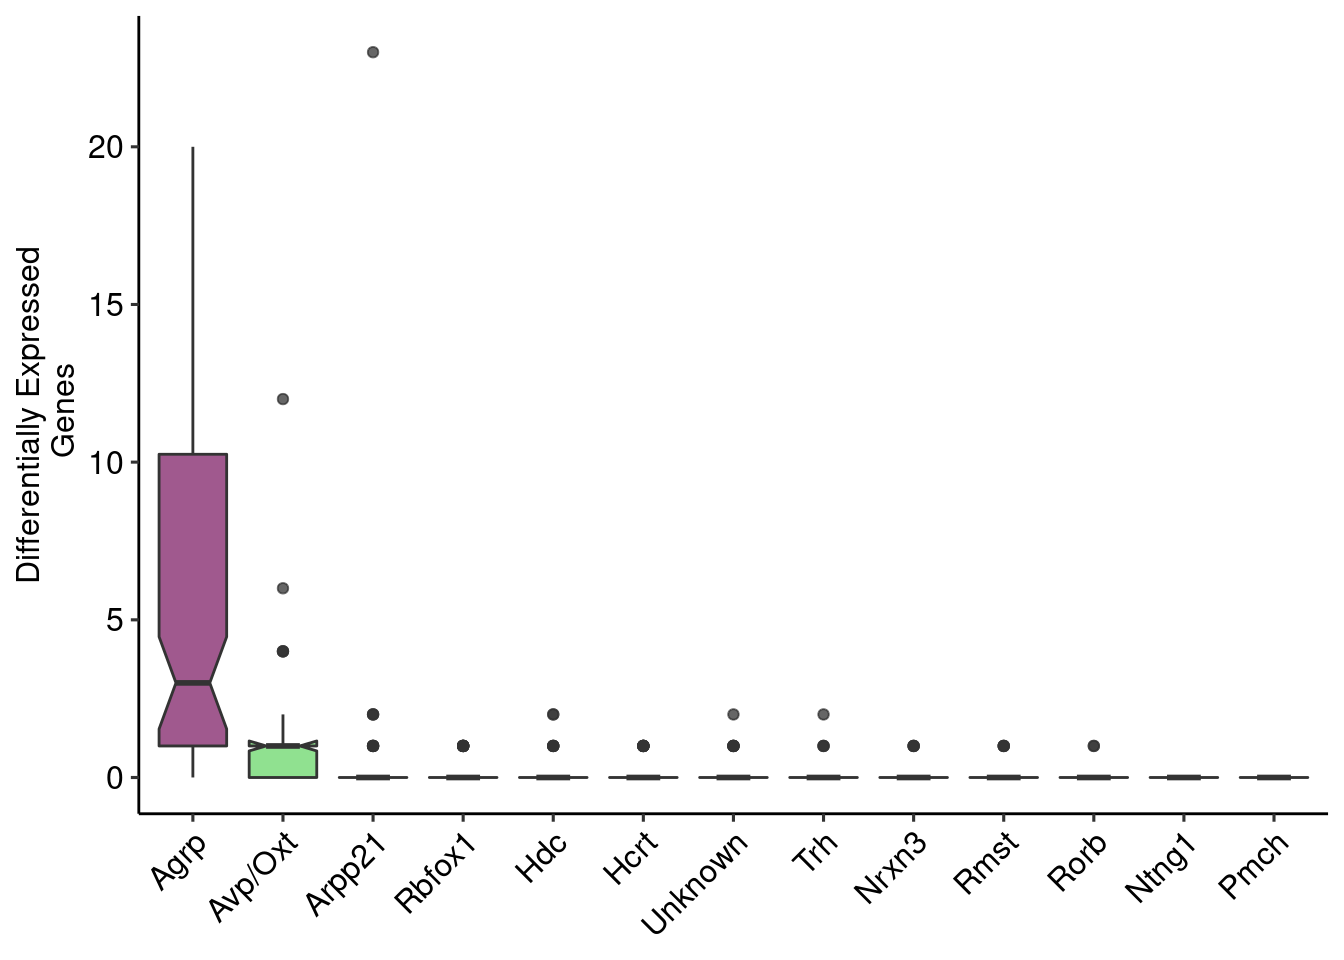 Differentially Expressed
Genes
20
15
10
5
0
Agrp
Avp/Oxt
Arpp21
Rbfox1
Hdc
Hcrt
Unknown
Trh
Nrxn3
Rmst
Rorb
Ntng1
Pmch